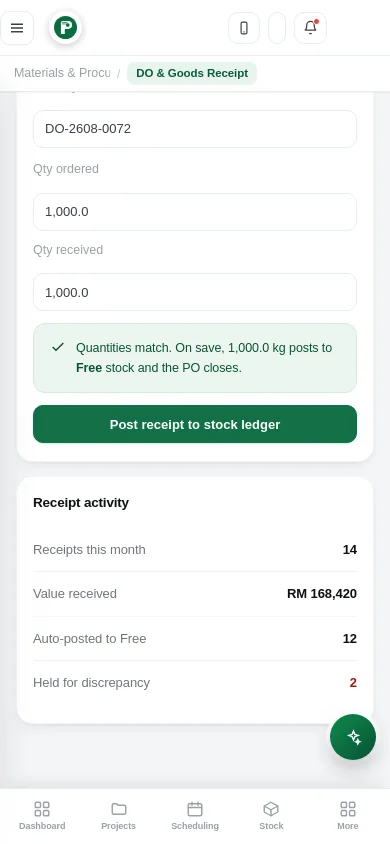 Materials & Procu / DO & Goods Receipt
DO-2608-0072
Qty ordered
1,000.0
Qty received
1,000.0
Quantities match. On save, 1,000.0 kg posts to
Free stock and the PO closes.
Post receipt to stock ledger
Receipt activity
Receipts this month 14
Value received RM 168,420
Auto-posted to Free 12
Held for discrepancy 2
Dashboard Projects Scheduling Stock More